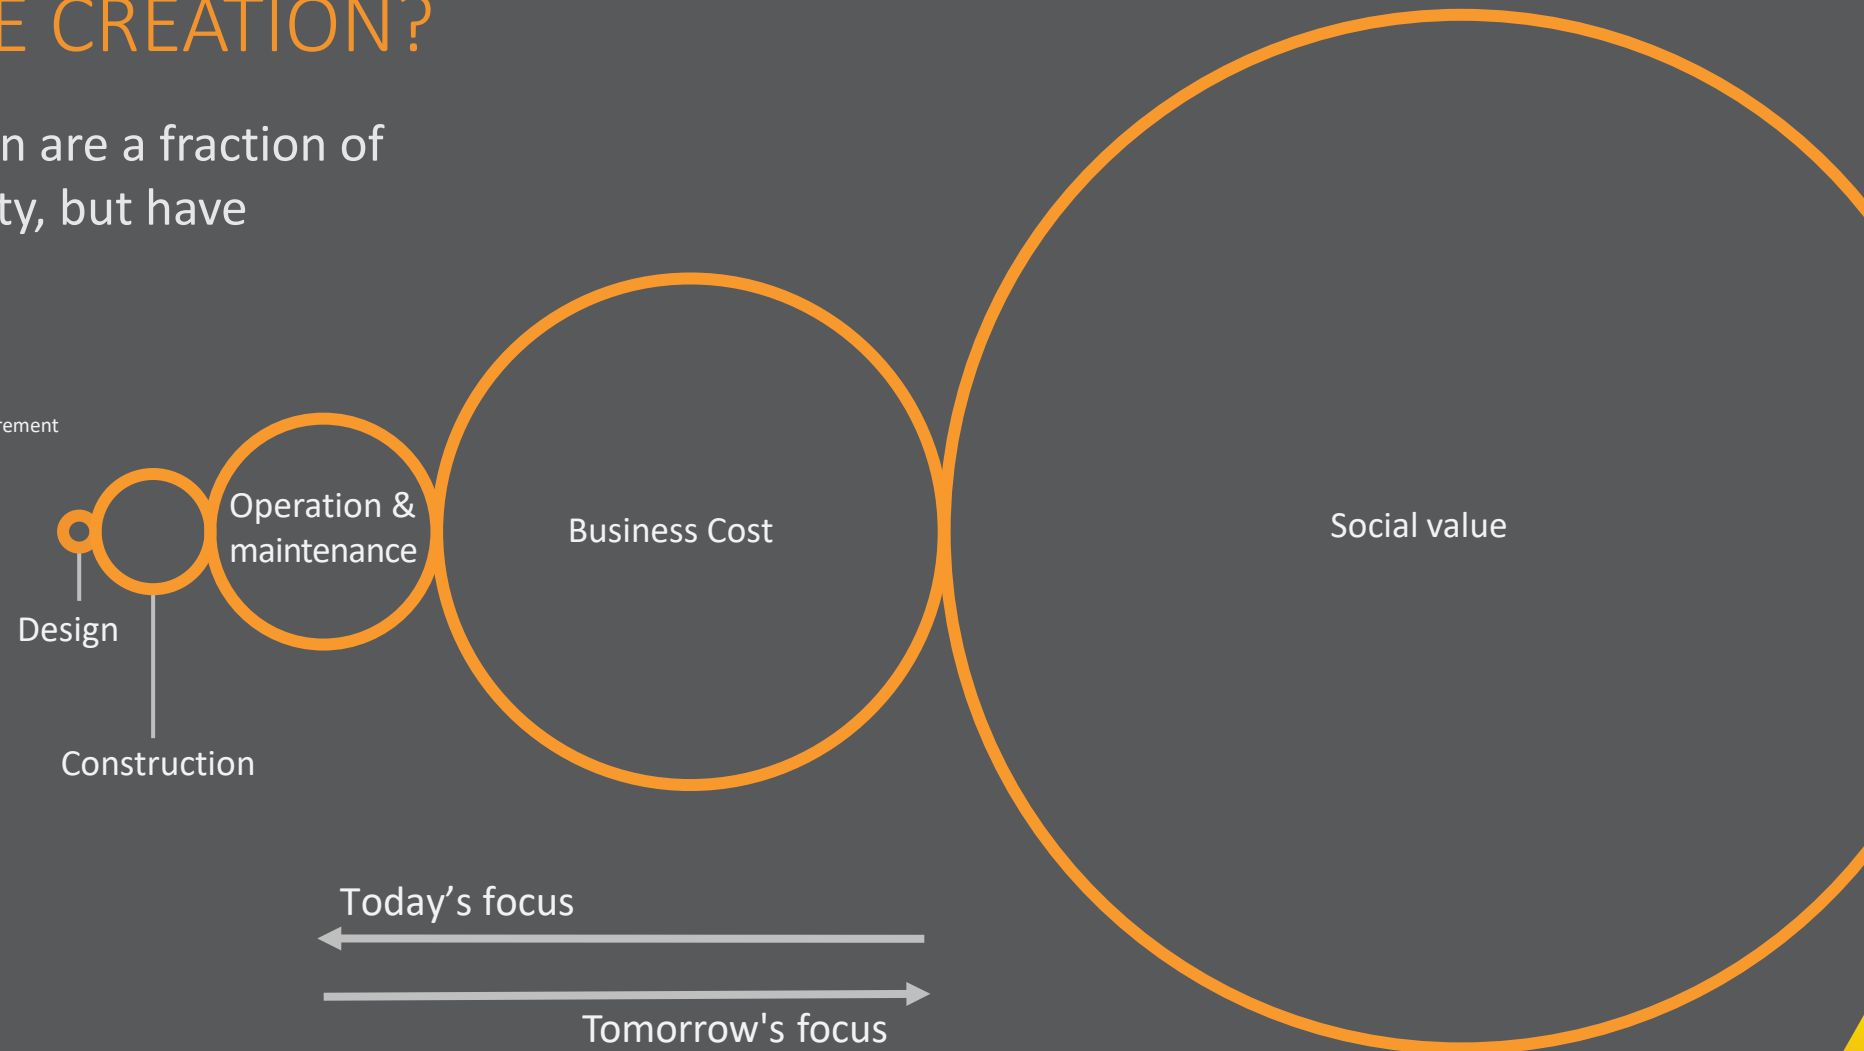 E CREATION?
n are a fraction of
ty, but have
rement
Operation &
maintenance
Business Cost
Social value
Design
Construction
Today’s focus
Tomorrow's focus